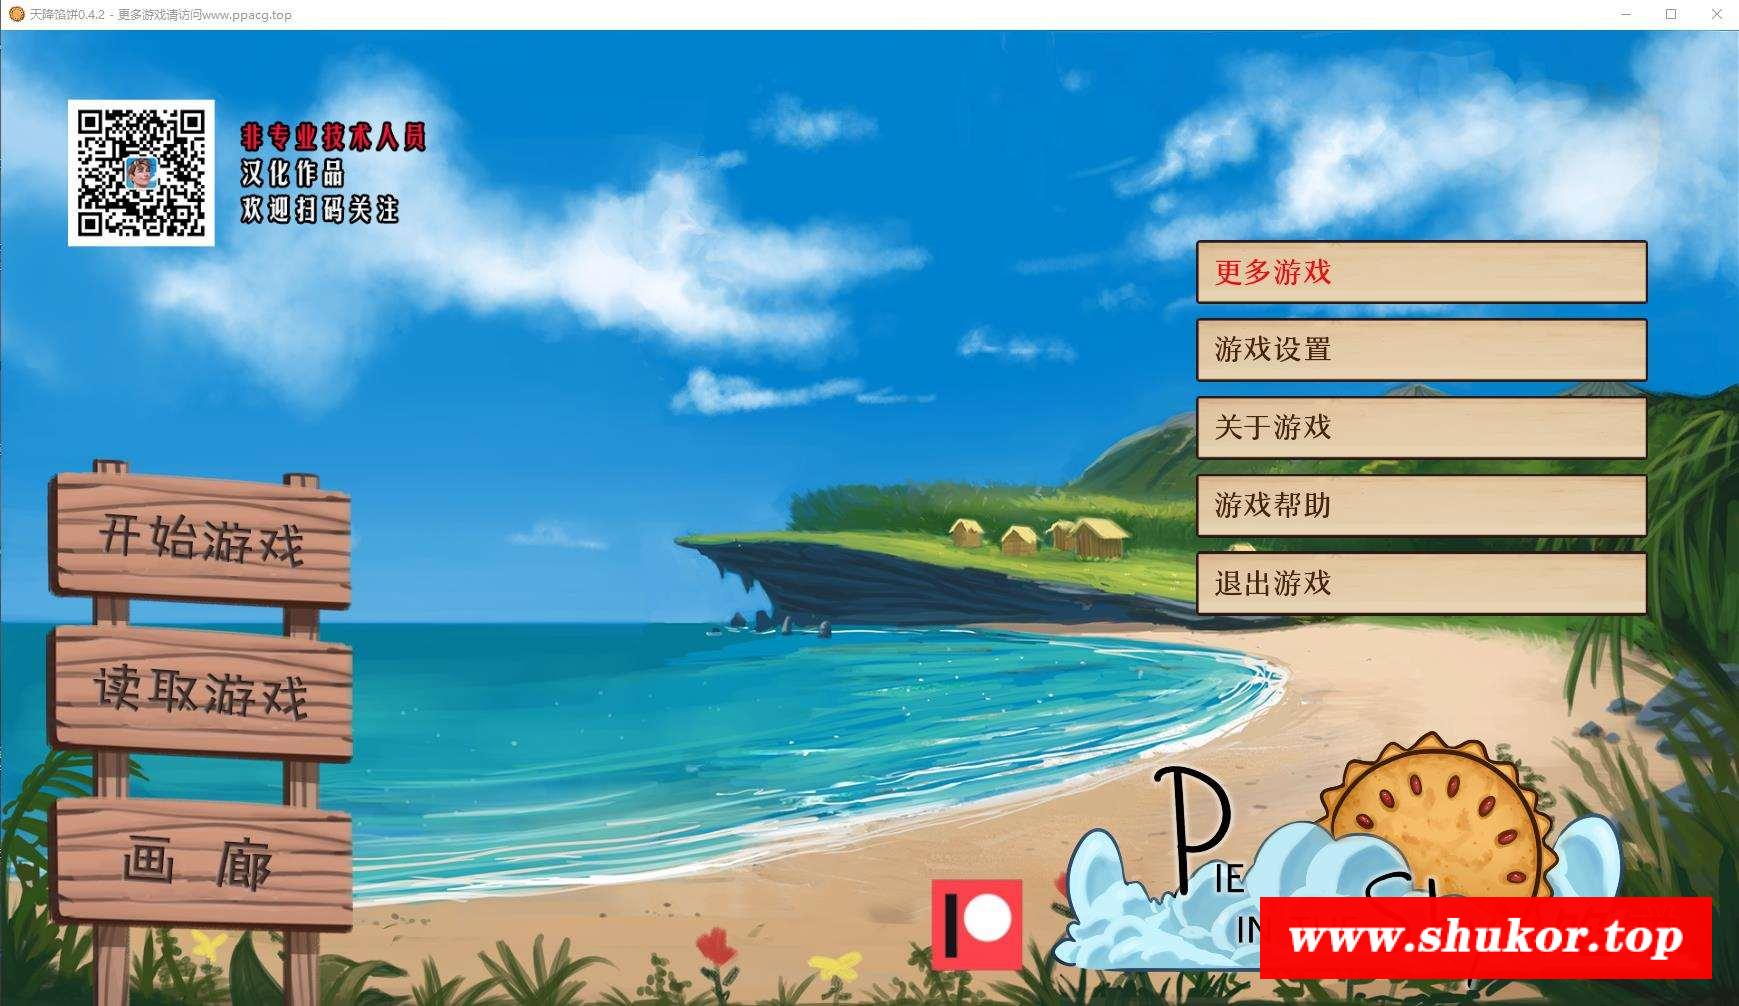 天降馅饼0.4.2 - 更多游戏请访问www.ppacg.top
非专业技术人员
汉化作品
欢迎扫码关注
更多游戏
游戏设置
关于游戏
游戏帮助
退出游戏
开始游戏
读取游戏
画廊
PIE
IN
www.shukor.top